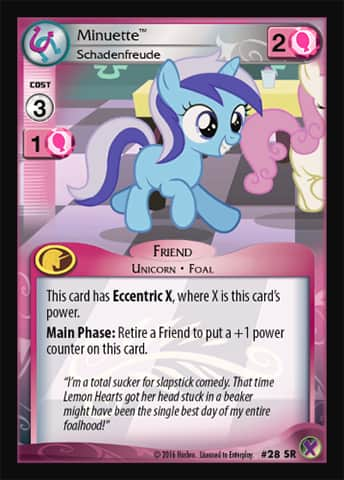 Minuette™
Schadenfreude
2
COST
3
1
FRIEND
UNICORN • FOAL
This card has Eccentric X, where X is this card's
power.
Main Phase: Retire a Friend to put a +1 power
counter on this card.
"I'm a total sucker for slapstick comedy. That time
Lemon Hearts got her head stuck in a beaker
might have been the single best day of my entire
foalhood!"
© 2016 Hasbro. Licensed to Enterplay. #28 SR